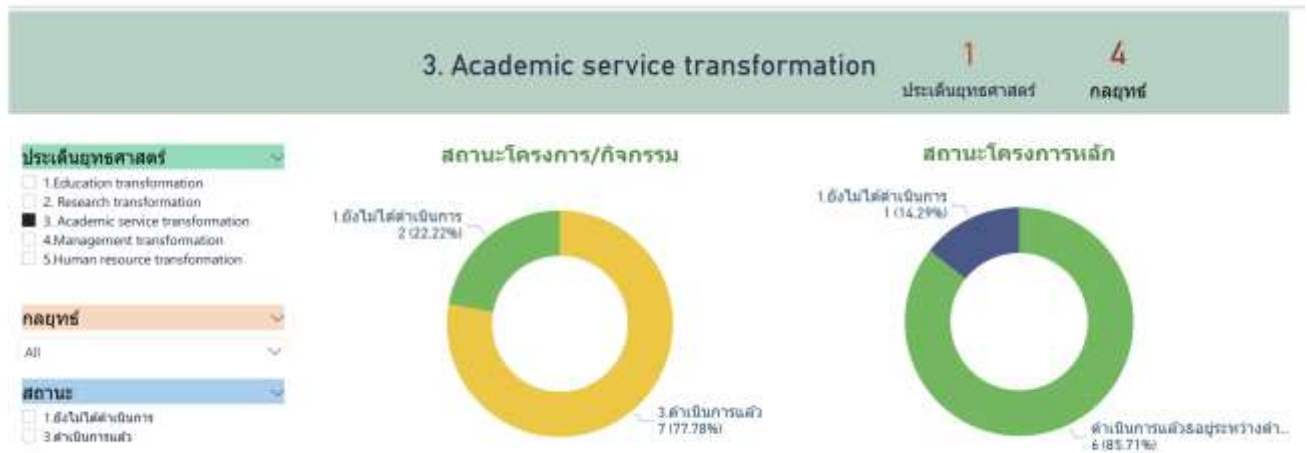 3. Academic service transformation
1
ประเด็นยุทธศาสตร์
4
กลยุทธ์
ประเด็นยุทธศาสตร์
1.Education transformation
2. Research transformation
3. Academic service transformation
4.Management transformation
5.Human resource transformation
กลยุทธ์
All
สถานะ
1.ยังไม่ได้ดำเนินการ
3.ดำเนินการแล้ว
สถานะโครงการ/กิจกรรม
1.ยังไม่ได้ดำเนินการ
2 (22.22%)
3.ดำเนินการแล้ว
7 (77.78%)
สถานะโครงการหลัก
1.ยังไม่ได้ดำเนินการ
1 (14.29%)
ดำเนินการแล้ว&อยู่ระหว่างดำ...
6 (85.71%)